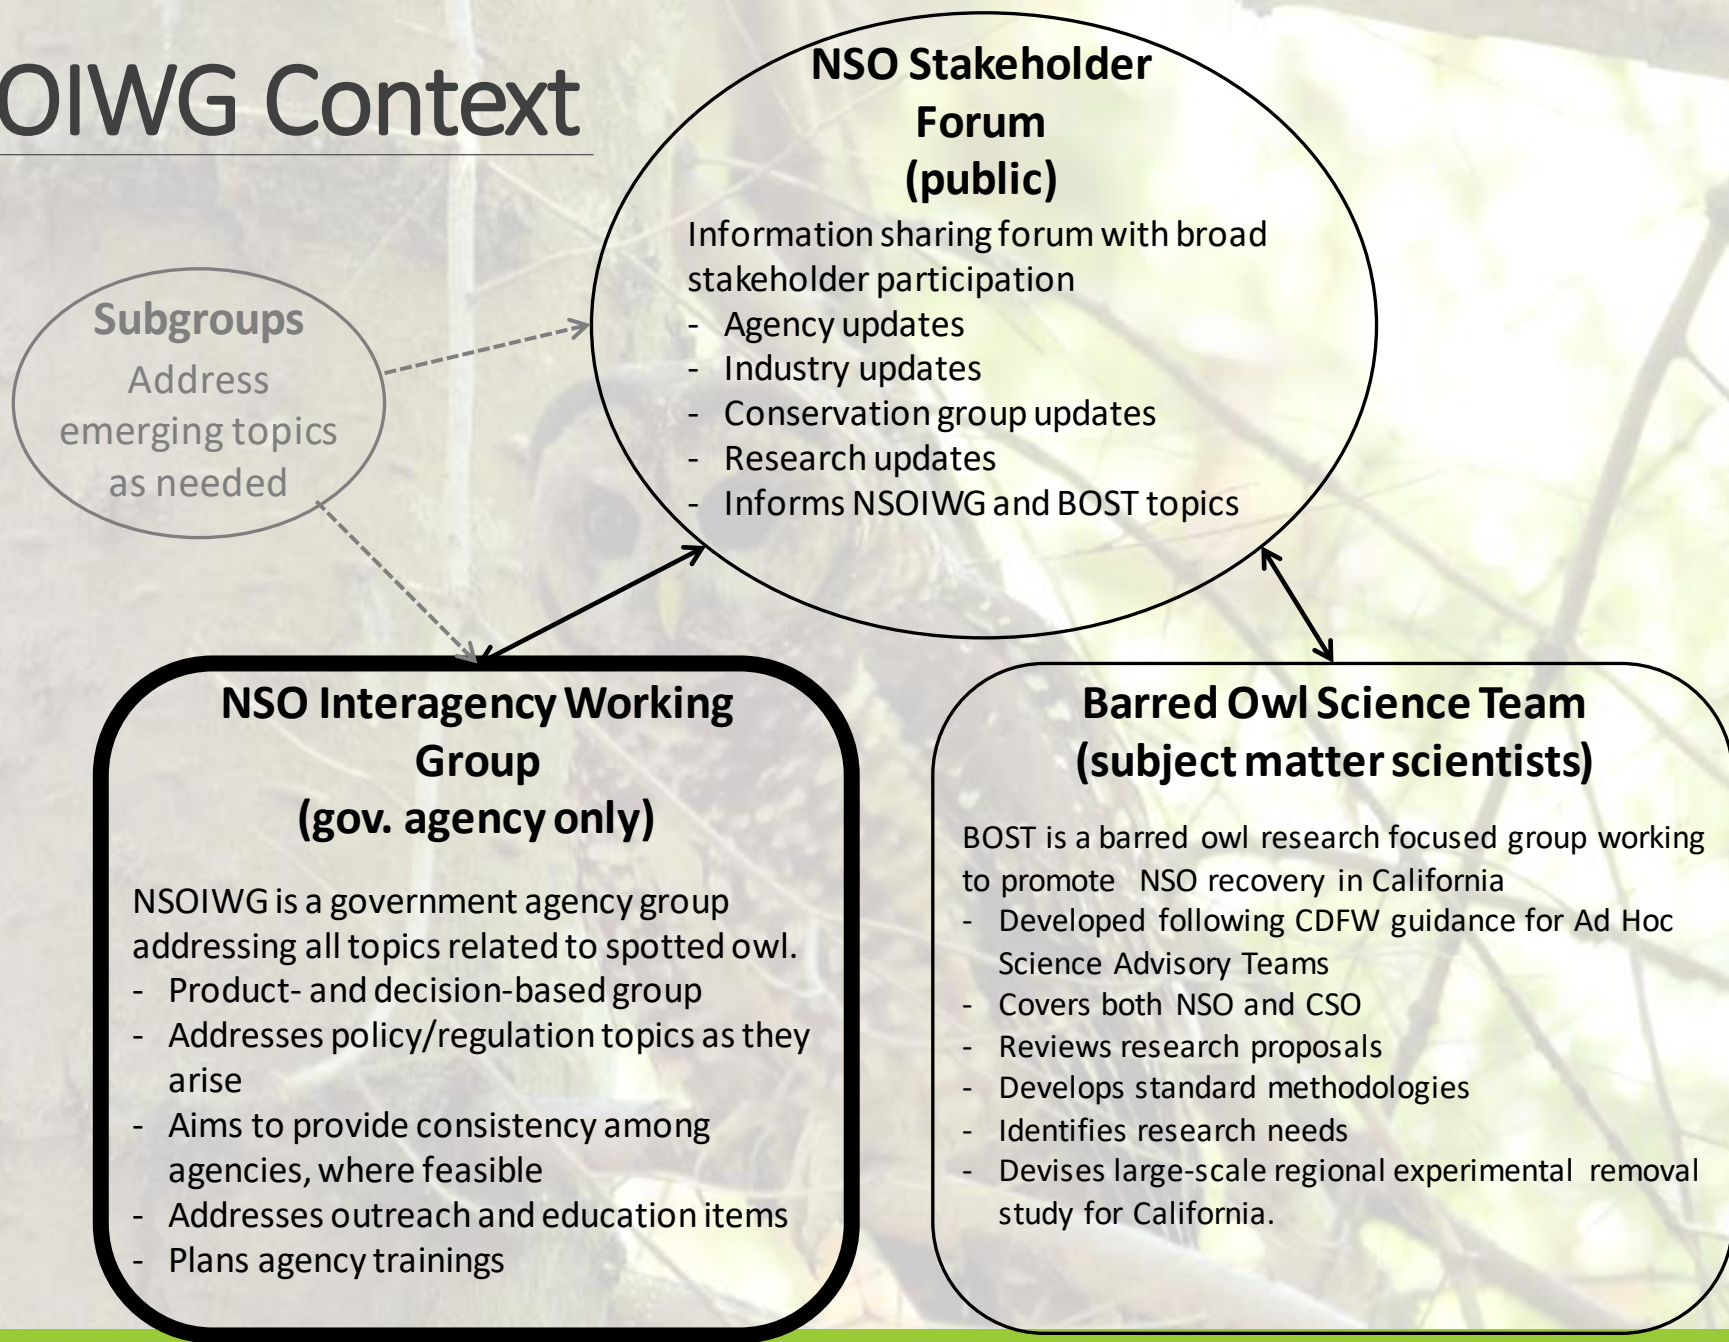 OIWG Context
NSO Stakeholder
Forum
(public)
Information sharing forum with broad
stakeholder participation
- Agency updates
- Industry updates
- Conservation group updates
- Research updates
- Informs NSOIWG and BOST topics
Subgroups
Address
emerging topics
as needed
NSO Interagency Working
Group
(gov. agency only)
NSOIWG is a government agency group
addressing all topics related to spotted owl.
- Product- and decision-based group
- Addresses policy/regulation topics as they
arise
- Aims to provide consistency among
agencies, where feasible
- Addresses outreach and education items
- Plans agency trainings
Barred Owl Science Team
(subject matter scientists)
BOST is a barred owl research focused group working
to promote NSO recovery in California
- Developed following CDFW guidance for Ad Hoc
Science Advisory Teams
- Covers both NSO and CSO
- Reviews research proposals
- Develops standard methodologies
- Identifies research needs
- Devises large-scale regional experimental removal
study for California.